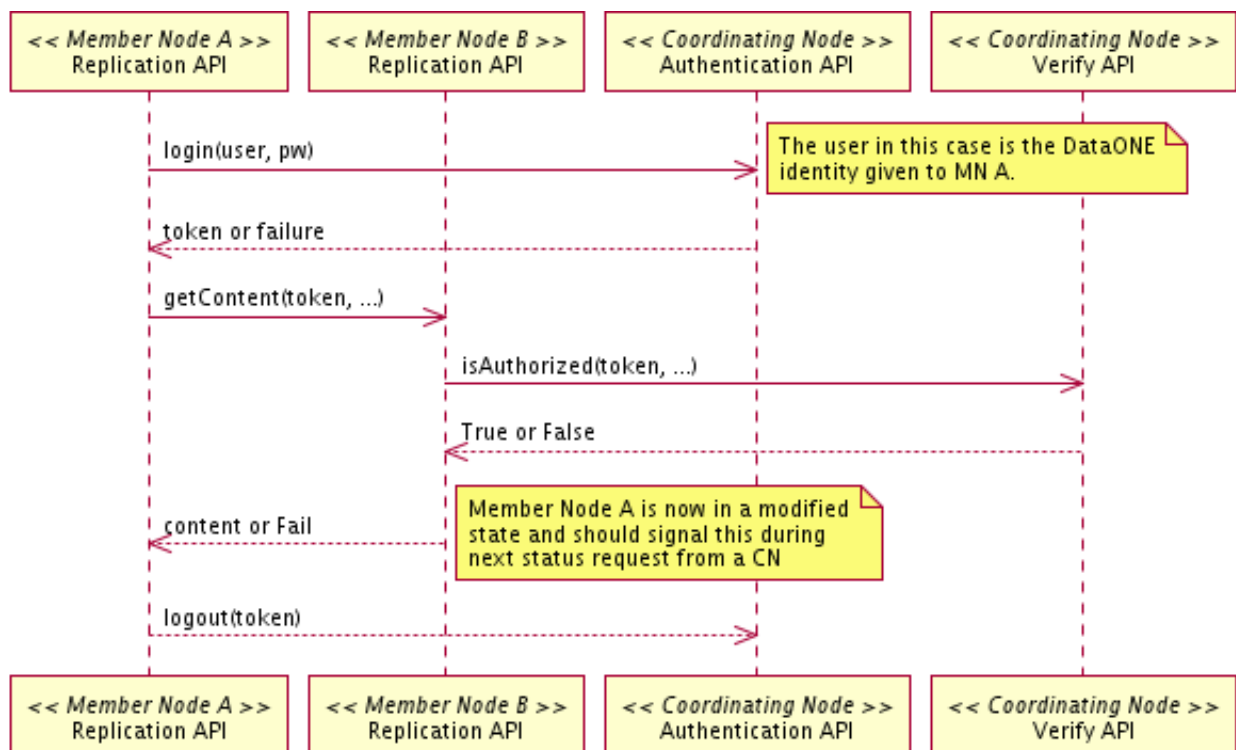 << Member Node A >>
Replication API
<< Member Node B >>
Replication API
<< Coordinating Node >>
Authentication API
<< Coordinating Node >>
Verify API
login(user, pw)
The user in this case is the DataONE
identity given to MN A.
token or failure
getContent(token, ...)
isAuthorized(token, ...)
True or False
content or Fail
Member Node A is now in a modified
state and should signal this during
next status request from a CN
logout(token)
<< Member Node A >>
Replication API
<< Member Node B >>
Replication API
<< Coordinating Node >>
Authentication API
<< Coordinating Node >>
Verify API